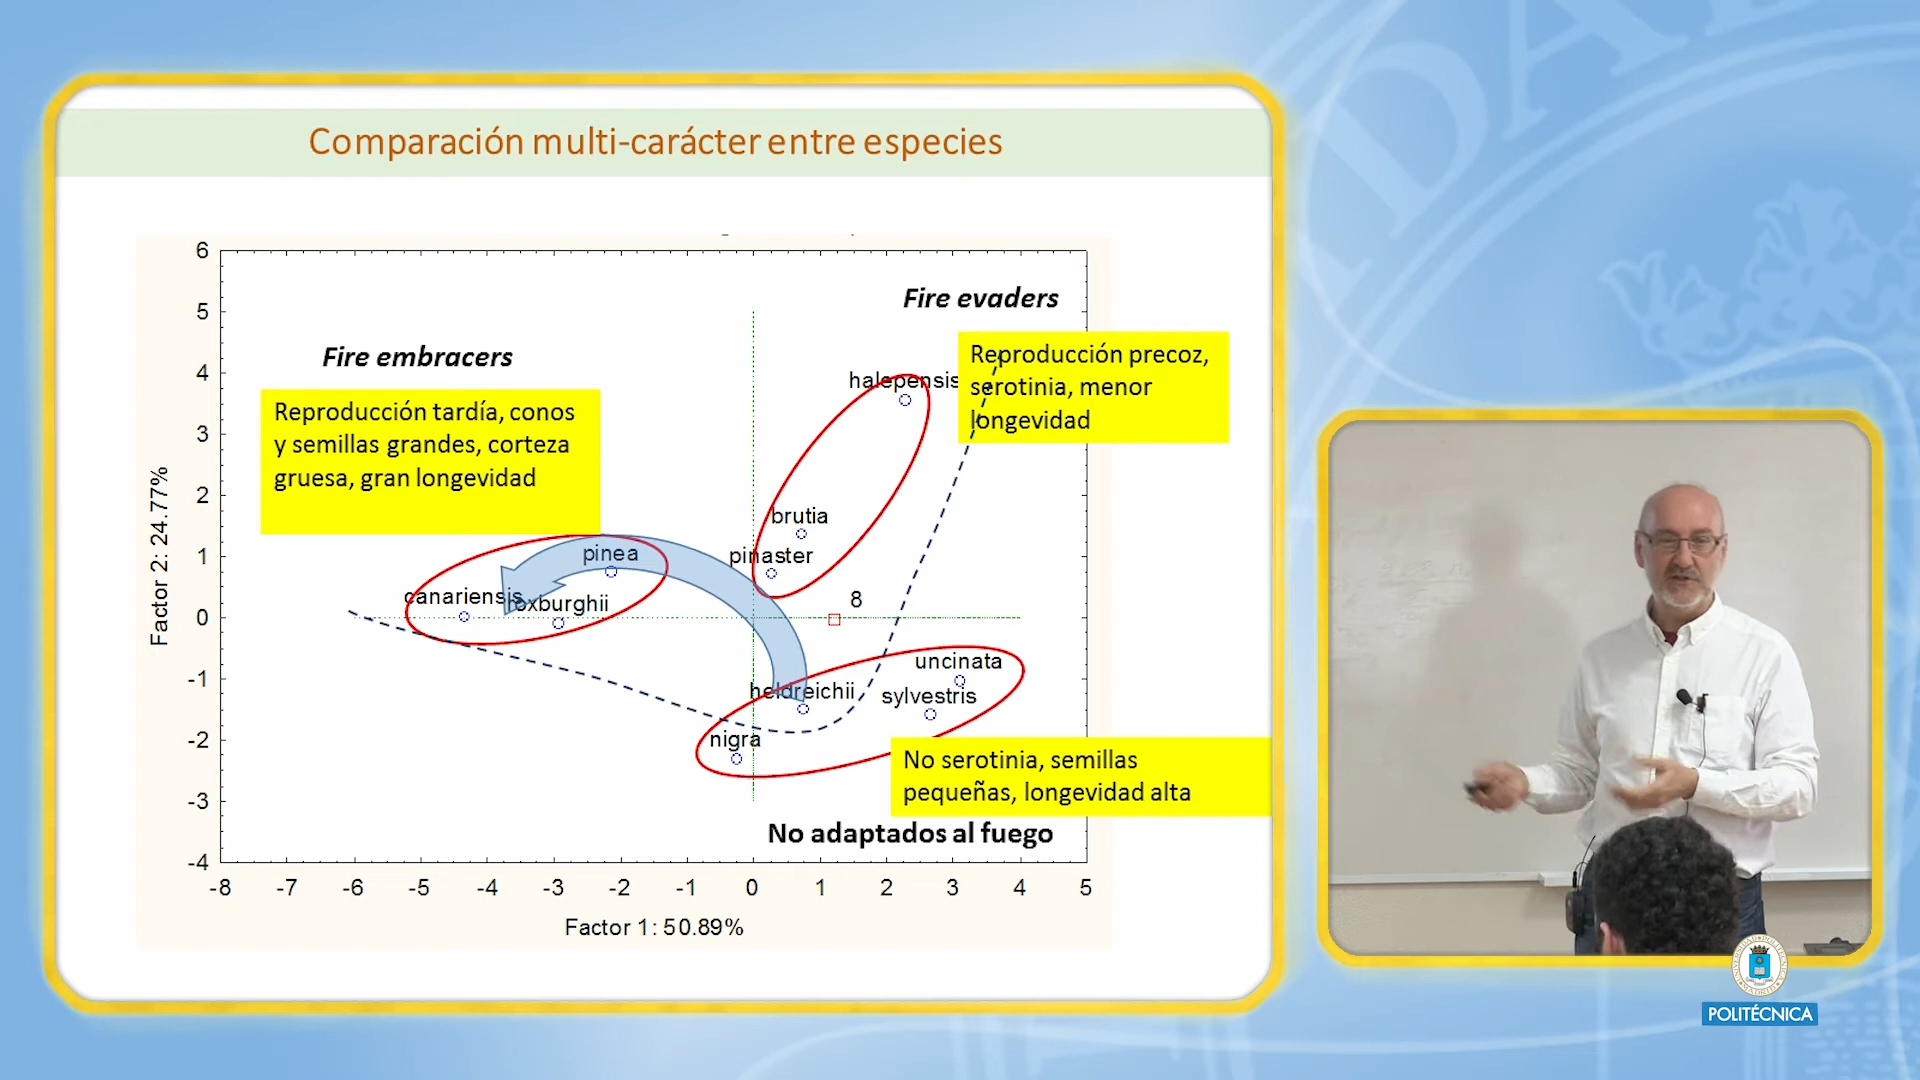 Comparación multi-carácter entre especies
Fire evaders
Reproducción precoz,
serotinia, menor
longevidad
Fire embracers
Reproducción tardía, conos
y semillas grandes, corteza
gruesa, gran longevidad
halepensis
brutia
pinaster
pinea
canariensis
roxburghii
8
uncinata
sylvestris
heldreichii
nigra
No serotinia, semillas
pequeñas, longevidad alta
No adaptados al fuego
6
5
4
3
2
1
0
-1
-2
-3
-4
Factor 2: 24.77%
-8 -7 -6 -5 -4 -3 -2 -1 0 1 2 3 4 5
Factor 1: 50.89%
POLITÉCNICA